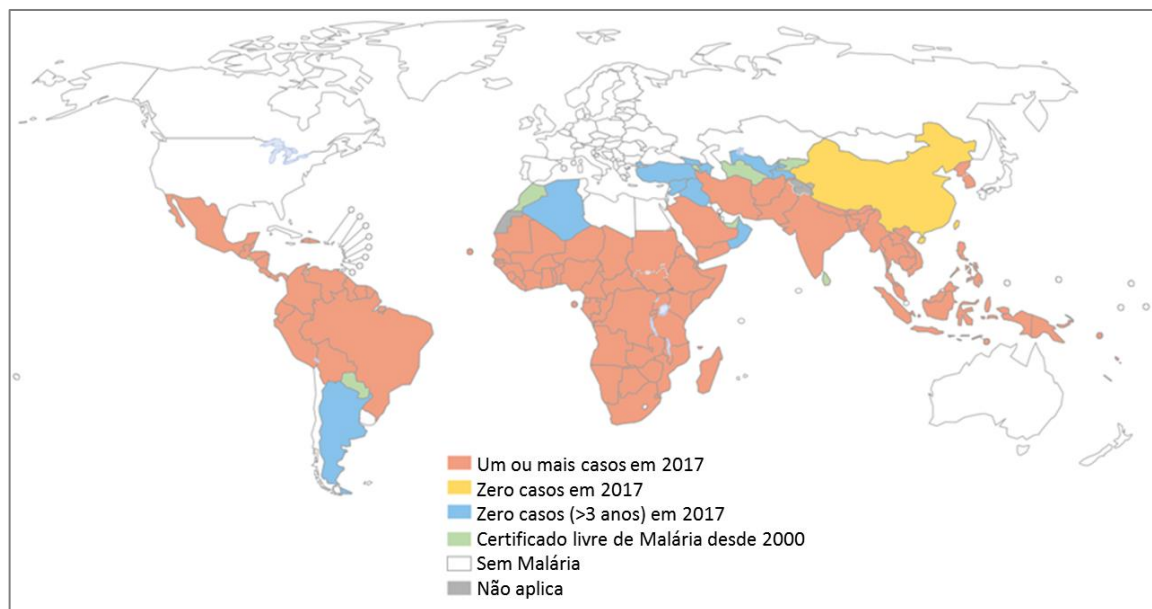 Um ou mais casos em 2017
Zero casos em 2017
Zero casos (>3 anos) em 2017
Certificado livre de Malária desde 2000
Sem Malária
Não aplica